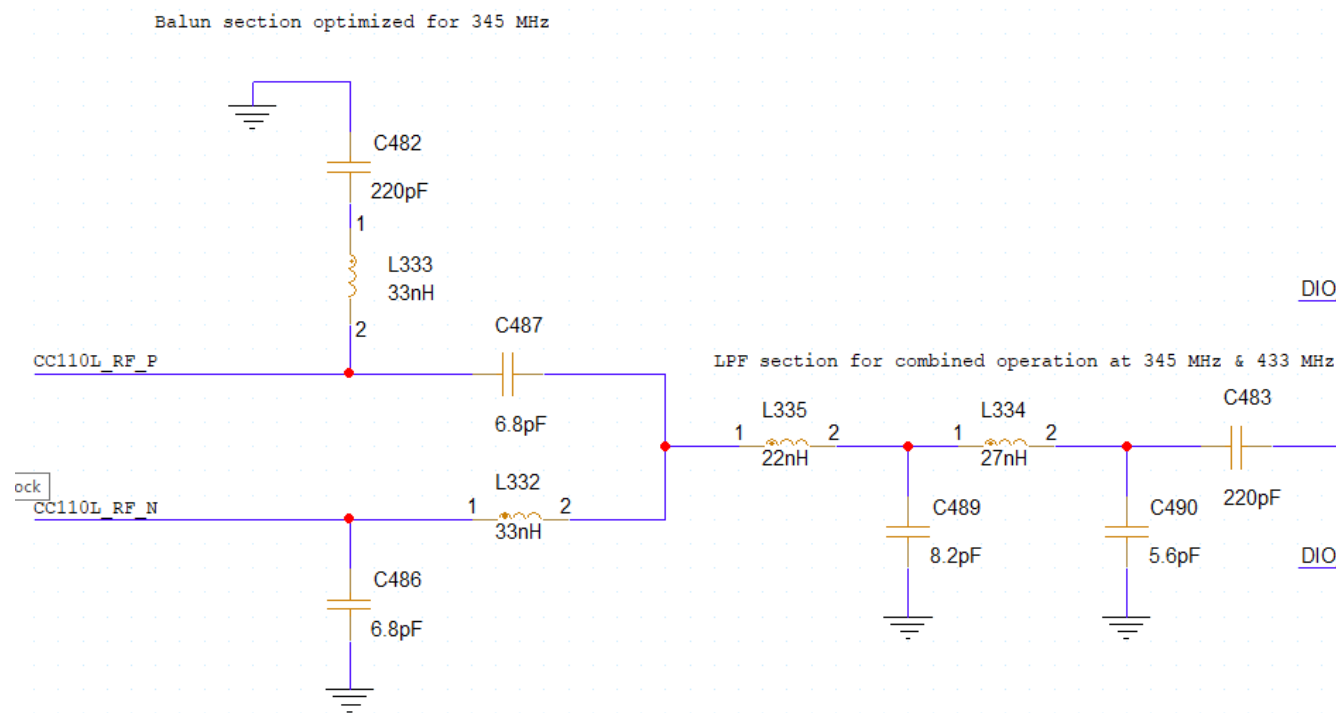 Balun section optimized for 345 MHz
C482
220pF
1
L333
33nH
2
DIO
C487
CC110L_RF_P
LPF section for combined operation at 345 MHz & 433 MHz
6.8pF
L335
L334
C483
1
2
1
2
22nH
27nH
ock
L332
220pF
CC110L_RF_N
1
2
33nH
C489
C490
8.2pF
5.6pF
DIO
C486
6.8pF